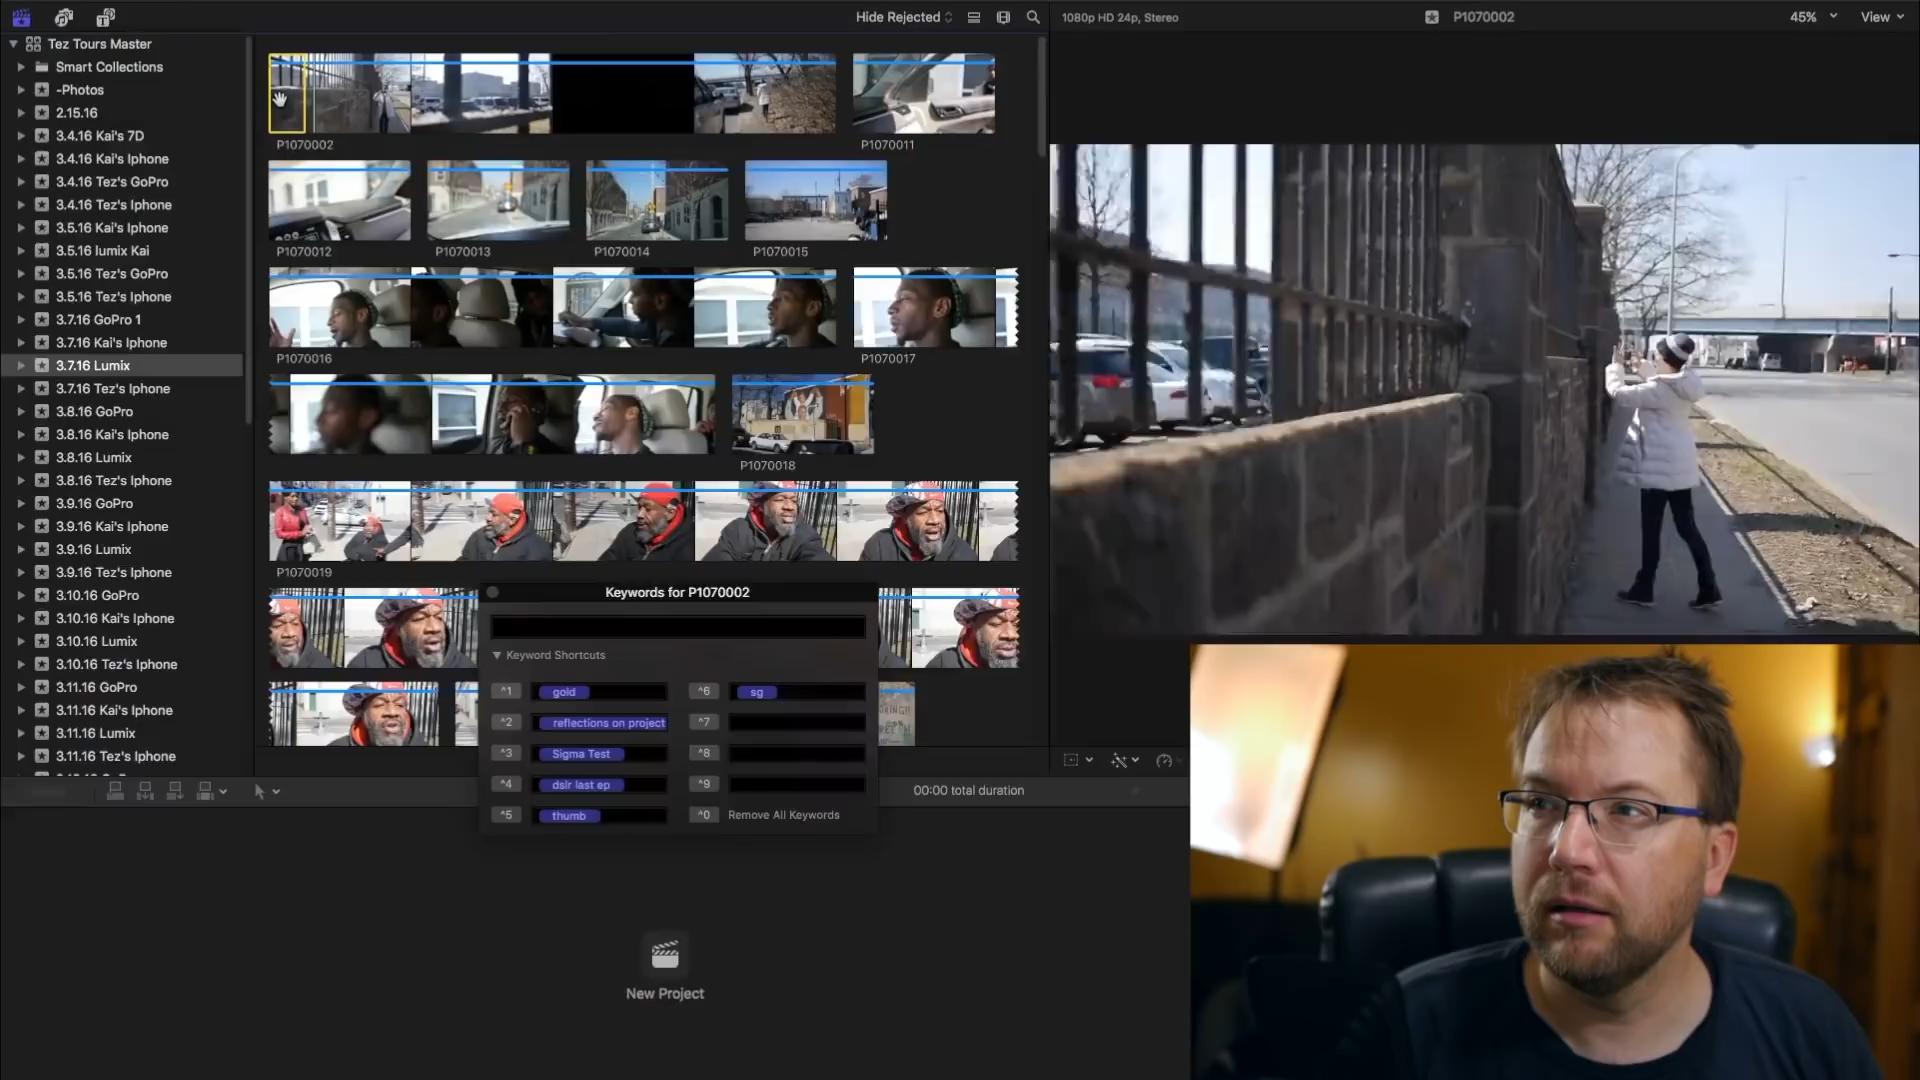 Hide Rejected
1080p HD 24p, Stereo
P1070002
45%
View
Tez Tours Master
Smart Collections
-Photos
2.15.16
3.4.16 Kai's 7D
3.4.16 Kai's Iphone
3.4.16 Tez's GoPro
3.4.16 Tez's Iphone
3.5.16 Kai's Iphone
3.5.16 lumix Kai
3.5.16 Tez's GoPro
3.5.16 Tez's Iphone
3.7.16 GoPro 1
3.7.16 Kai's Iphone
3.7.16 Lumix
3.7.16 Tez's Iphone
3.8.16 GoPro
3.8.16 Kai's Iphone
3.8.16 Lumix
3.8.16 Tez's Iphone
3.9.16 GoPro
3.9.16 Kai's Iphone
3.9.16 Lumix
3.9.16 Tez's Iphone
3.10.16 GoPro
3.10.16 Kai's Iphone
3.10.16 Lumix
3.10.16 Tez's Iphone
3.11.16 GoPro
3.11.16 Kai's Iphone
3.11.16 Lumix
3.11.16 Tez's Iphone
P1070002
P1070011
P1070012
P1070013
P1070014
P1070015
P1070016
P1070017
P1070018
P1070019
Keywords for P1070002
Keyword Shortcuts
^1 gold
^2 reflections on project
^3 Sigma Test
^4 dslr last ep
^5 thumb
^6 sg
^7
^8
^9
^0 Remove All Keywords
00:00 total duration
New Project